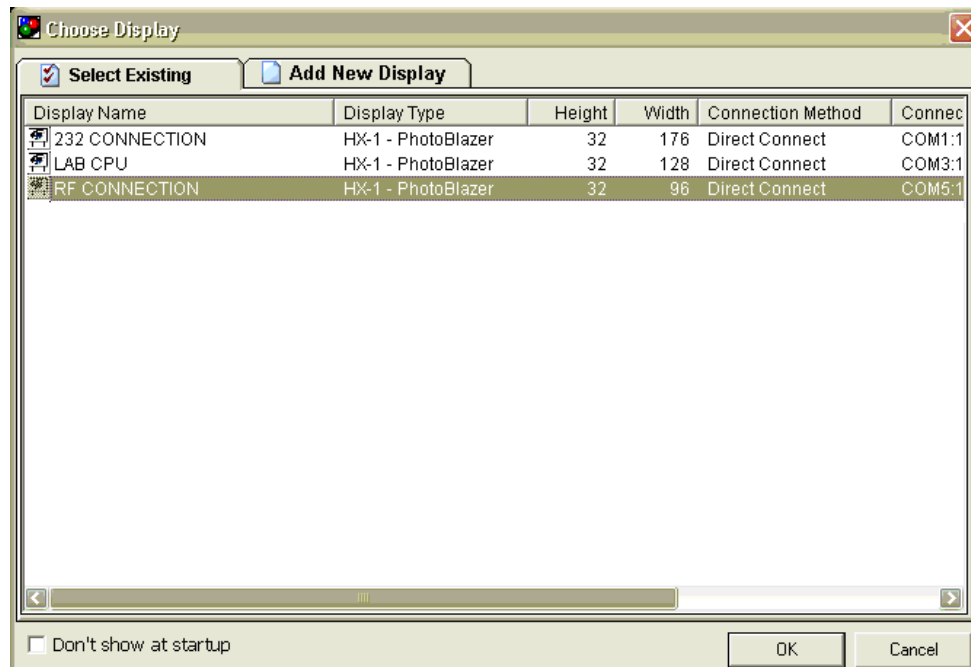 Choose Display
Select Existing Add New Display
Display Name Display Type Height Width Connection Method Connec
232 CONNECTION HX-1 - PhotoBlazer 32 176 Direct Connect COM1:1
LAB CPU HX-1 - PhotoBlazer 32 128 Direct Connect COM3:1
RF CONNECTION HX-1 - PhotoBlazer 32 96 Direct Connect COM5:1
Don't show at startup OK Cancel